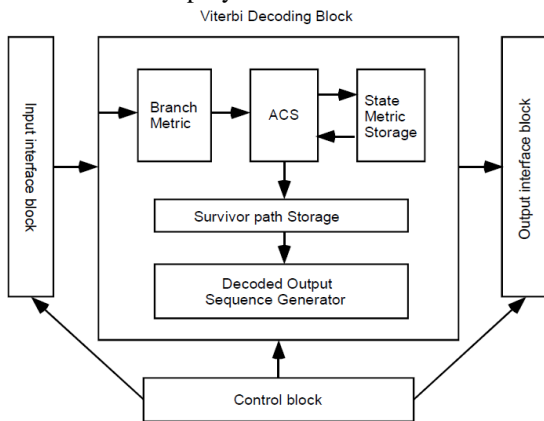 Viterbi Decoding Block
Input interface block
Branch
Metric
ACS
State
Metric
Storage
Output interface block
Survivor path Storage
Decoded Output
Sequence Generator
Control block